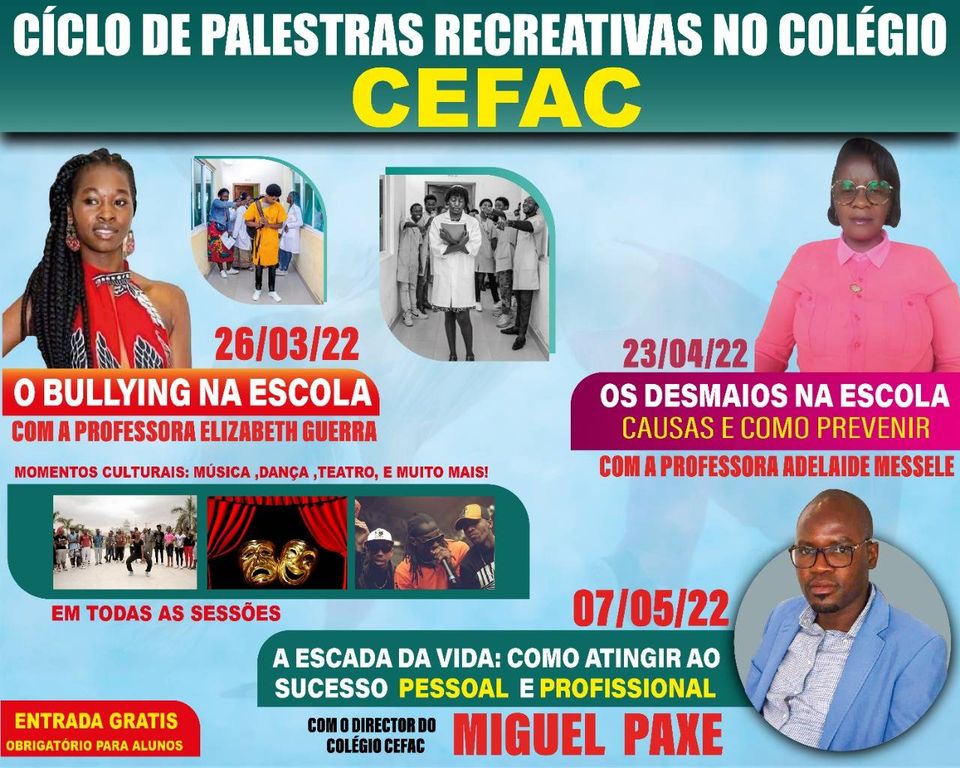 CÍCLO DE PALESTRAS RECREATIVAS NO COLÉGIO
CEFAC
26/03/22
O BULLYING NA ESCOLA
COM A PROFESSORA ELIZABETH GUERRA
23/04/22
OS DESMAIOS NA ESCOLA
CAUSAS E COMO PREVENIR
COM A PROFESSORA ADELAIDE MESSELE
MOMENTOS CULTURAIS: MÚSICA ,DANÇA ,TEATRO, E MUITO MAIS!
EM TODAS AS SESSÕES
07/05/22
A ESCADA DA VIDA: COMO ATINGIR AO
SUCESSO PESSOAL E PROFISSIONAL
COM O DIRECTOR DO
COLÉGIO CEFAC
MIGUEL PAXE
ENTRADA GRATIS
OBRIGATÓRIO PARA ALUNOS